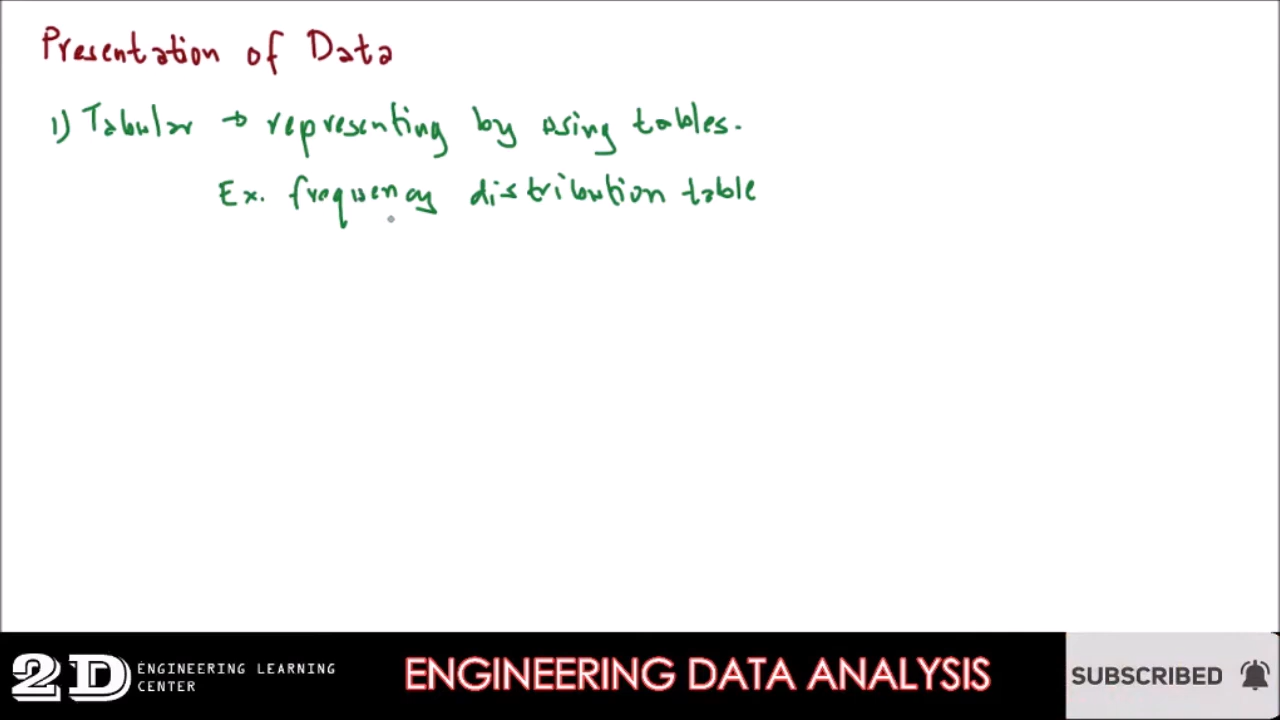 Presentation of Data
1) Tabular → representing by using tables.
Ex. frequency distribution table
2D ENGINEERING LEARNING
CENTER
ENGINEERING DATA ANALYSIS
SUBSCRIBED